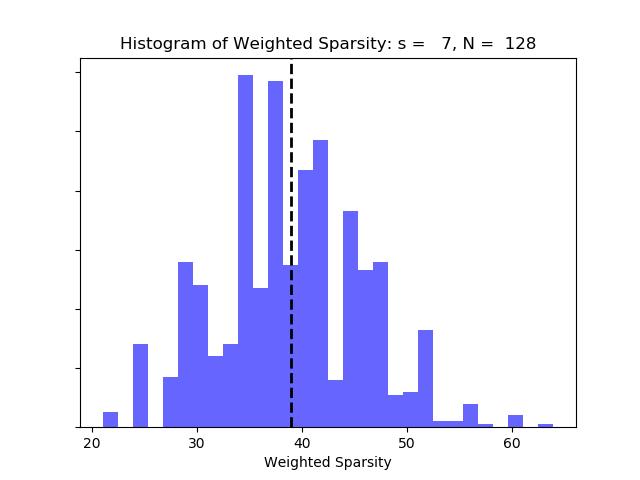 Histogram of Weighted Sparsity: s =   7, N =  128
20 30 40 50 60
Weighted Sparsity